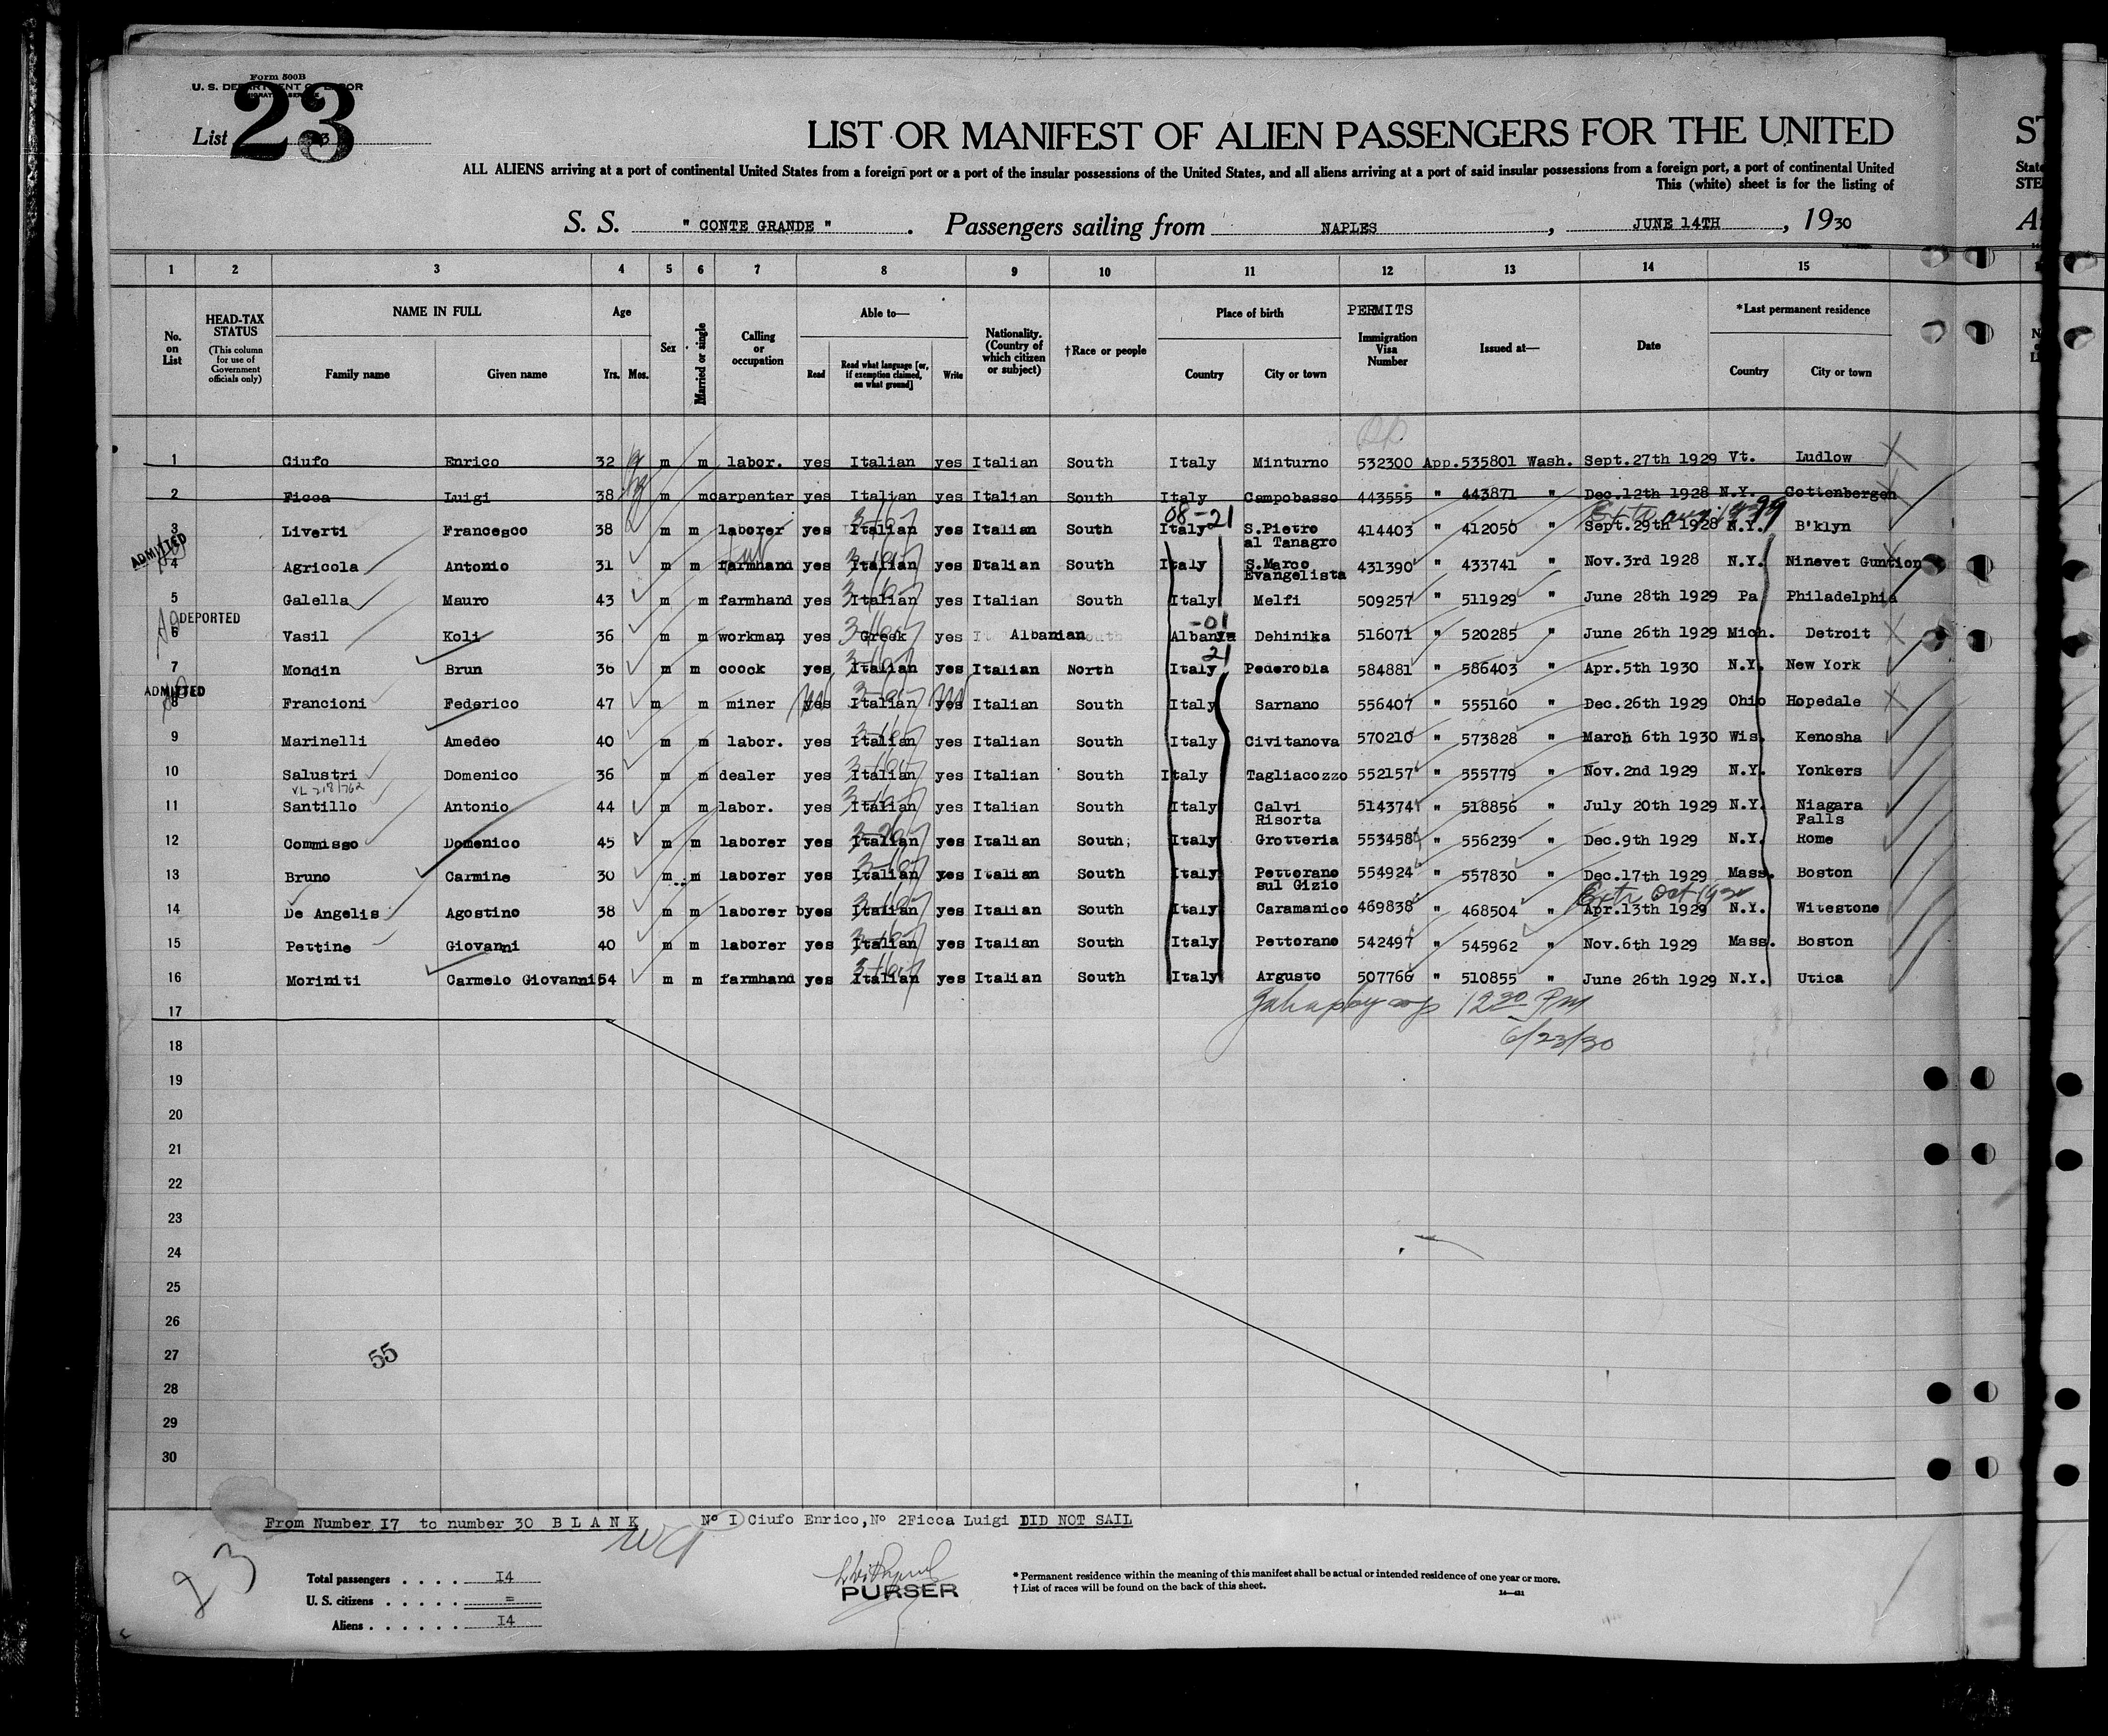 Form 500B
U. S. DEPARTMENT OF LABOR
List 23
LIST OR MANIFEST OF ALIEN PASSENGERS FOR THE UNITED
ALL ALIENS arriving at a port of continental United States from a foreign port or a port of the insular possessions of the United States, and all aliens arriving at a port of said insular possessions from a foreign port, a port of continental United
This (white) sheet is for the listing of
S. S. " CONTE GRANDE " . Passengers sailing from NAPLES , JUNE 14TH , 1930
1 2 3 4 5 6 7 8 9 10 11 12 13 14 15
No. on List
HEAD-TAX STATUS (This column for use of Government officials only)
NAME IN FULL
Family name Given name
Age
Yrs. Mos.
Sex
Married or single
Calling or occupation
Able to—
Read Read what language [or, if exemption claimed, on what ground] Write
Nationality. (Country of which citizen or subject)
†Race or people
Place of birth
Country City or town
PERMITS
Immigration Visa Number
Issued at—
Date
*Last permanent residence
Country City or town
1 Ciufo Enrico 32 m m labor. yes Italian yes Italian South Italy Minturno 532300 App.535801 Wash. Sept.27th 1929 Vt. Ludlow
2 Ficca Luigi 38 m m carpenter yes Italian yes Italian South Italy Campobasso 443555 " 443871 " Dec.12th 1928 N.Y. Gottenbergen
08-21
3 Liverti Francesco 38 m m laborer yes Italian yes Italian South Italy S.Pietro al Tanagro 414403 " 412050 " Sept.29th 1928 N.Y. B'klyn
ADMITTED
4 Agricola Antonio 31 m m farmhand yes Italian yes Italian South Italy S.Marco Evangelista 431390 " 433741 " Nov.3rd 1928 N.Y. Ninevet Guntion
5 Galella Mauro 43 m m farmhand yes Italian yes Italian South Italy Melfi 509257 " 511929 " June 28th 1929 Pa Philadelphia
DEPORTED
-01
6 Vasil Koli 36 m m workman, yes Greek yes Albanian Albania Dehinika 516071 " 520285 " June 26th 1929 Mich. Detroit
21
7 Mondin Brun 36 m m coock yes Italian yes Italian North Italy Pederobla 584881 " 586403 " Apr.5th 1930 N.Y. New York
ADMITTED
8 Francioni Federico 47 m m miner yes Italian yes Italian South Italy Sarnano 556407 " 555160 " Dec.26th 1929 Ohio Hopedale
9 Marinelli Amedeo 40 m m labor. yes Italian yes Italian South Italy Civitanova 570210 " 573828 " March 6th 1930 Wis. Kenosha
10 Salustri Domenico 36 m m dealer yes Italian yes Italian South Italy Tagliacozzo 552157 " 555779 " Nov.2nd 1929 N.Y. Yonkers
11 Santillo Antonio 44 m m labor. yes Italian yes Italian South Italy Calvi Risorta 514374 " 518856 " July 20th 1929 N.Y. Niagara Falls
12 Commisso Domenico 45 m m laborer yes Italian yes Italian South; Italy Grotteria 553458 " 556239 " Dec.9th 1929 N.Y. Rome
13 Bruno Carmine 30 m m laborer yes Italian yes Italian South Italy Pettorano sul Gizio 554924 " 557830 " Dec.17th 1929 Mass. Boston
14 De Angelis Agostino 38 m m laborer byes Italian yes Italian South Italy Caramanico 469838 " 468504 " Apr.13th 1929 N.Y. Witestone
15 Pettine Giovanni 40 m m laborer yes Italian yes Italian South Italy Pettorano 542497 " 545962 " Nov.6th 1929 Mass. Boston
16 Moriniti Carmelo Giovanni 54 m m farmhand yes Italian yes Italian South Italy Argusto 507766 " 510855 " June 26th 1929 N.Y. Utica
17
12 30 PM
18
6/23/30
19
20
21
22
23
24
25
26
27
55
28
29
30
From Number 17 to number 30 B L A N K Nº I Ciufo Enrico,Nº 2Ficca Luigi DID NOT SAIL
23
Total passengers . . . . 14
U. S. citizens . . . . . =
Aliens . . . . . . 14
PURSER
* Permanent residence within the meaning of this manifest shall be actual or intended residence of one year or more.
† List of races will be found on the back of this sheet.